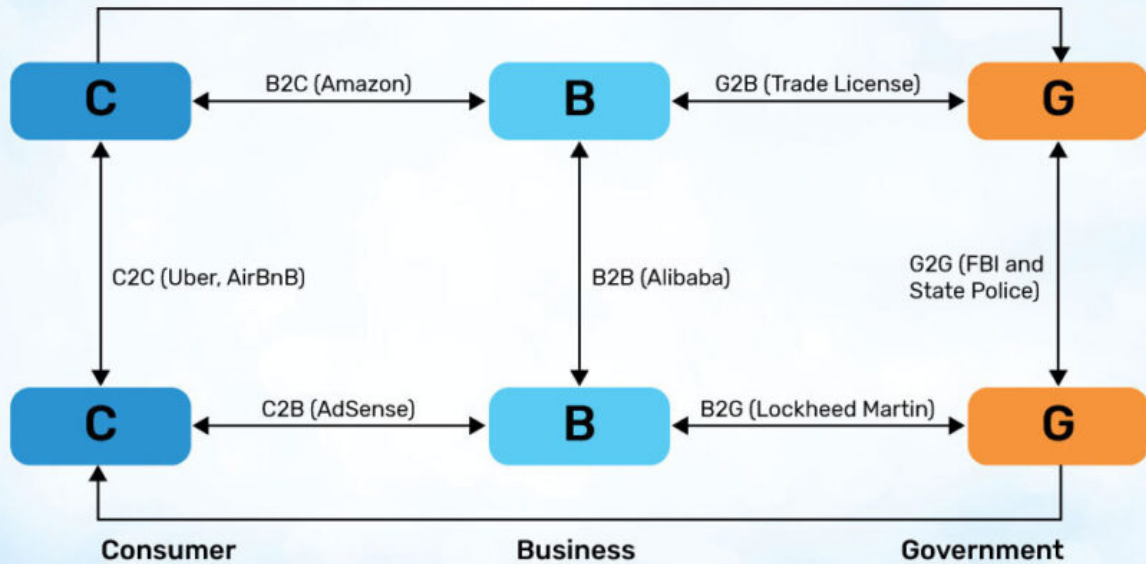 C
B2C (Amazon)
B
G2B (Trade License)
G
C2C (Uber, AirBnB)
B2B (Alibaba)
G2G (FBI and
State Police)
C
C2B (AdSense)
B
B2G (Lockheed Martin)
G
Consumer
Business
Government